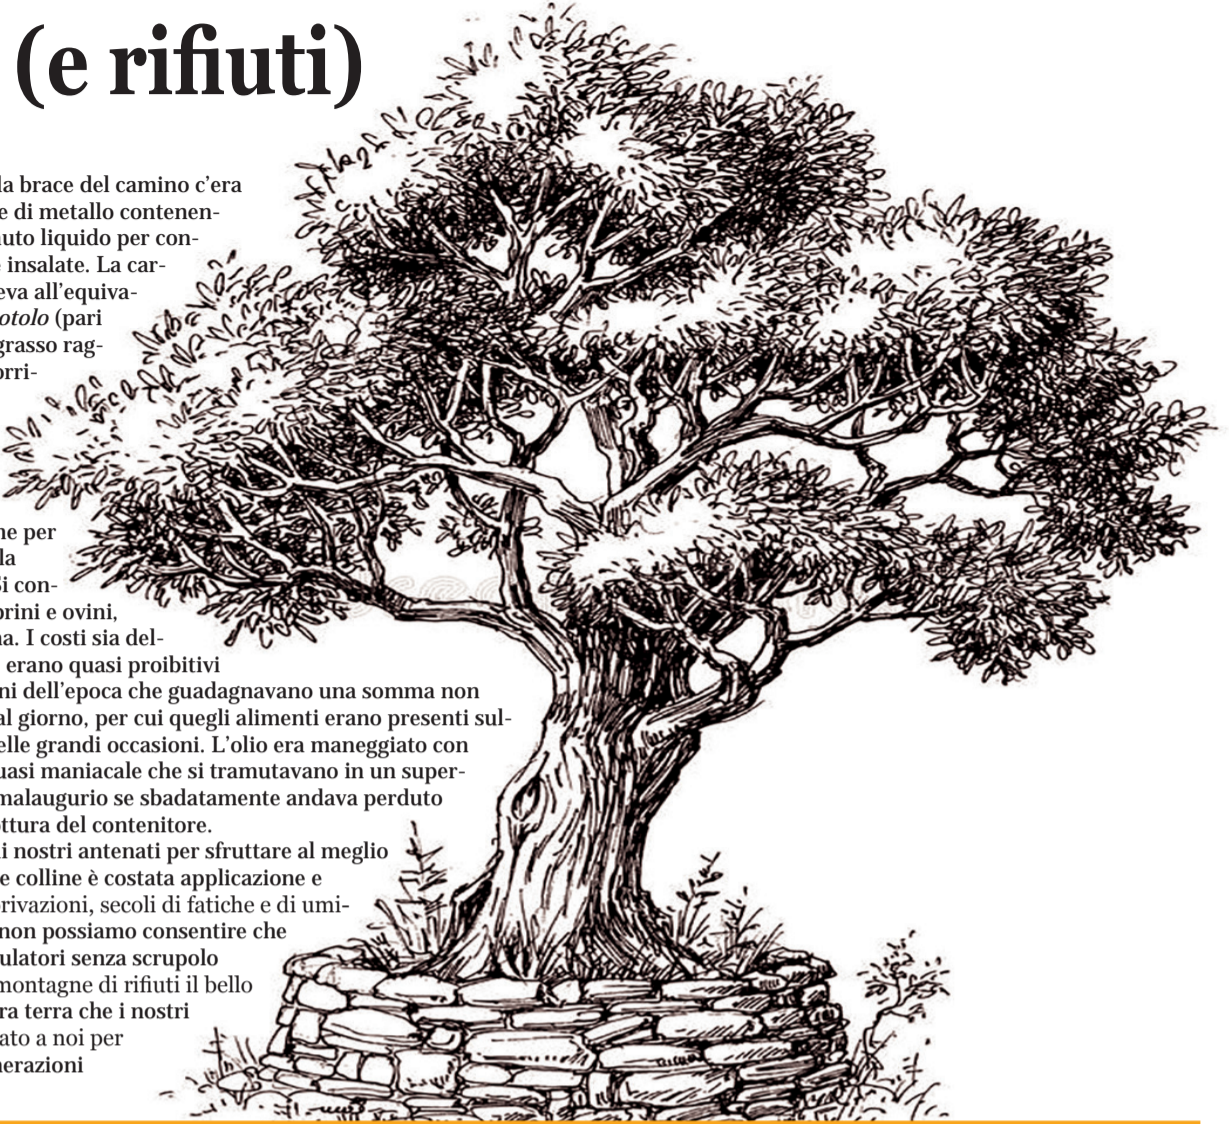 (e rifiuti)
la brace del camino c'era
e di metallo contenen-
uto liquido per con-
e insalate. La car-
eva all'equiva-
otolo (pari
grasso rag-
orri-
ne per
la
Si con-
prini e ovini,
na. I costi sia del-
erano quasi proibitivi
ni dell'epoca che guadagnavano una somma non
al giorno, per cui quegli alimenti erano presenti sul-
elle grandi occasioni. L'olio era maneggiato con
uasi maniacale che si tramutavano in un super-
malaugurio se sbadatamente andava perduto
ottura del contenitore.
i nostri antenati per sfruttare al meglio
e colline è costata applicazione e
rivazioni, secoli di fatiche e di umi-
non possiamo consentire che
ulatori senza scrupolo
montagne di rifiuti il bello
ra terra che i nostri
ato a noi per
nerazioni